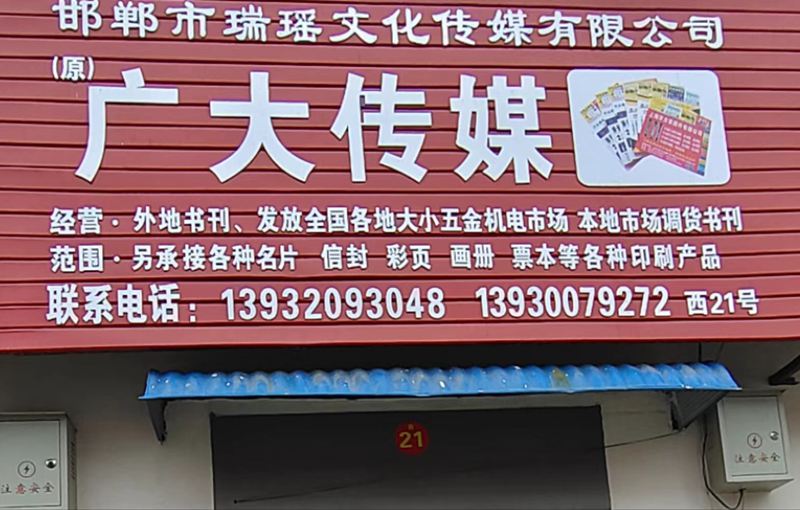 邯郸市瑞瑶文化传媒有限公司
(原)
广大传媒
经营·外地书刊、发放全国各地大小五金机电市场 本地市场调货书刊
范围·另承接各种名片 信封 彩页 画册 票本等各种印刷产品
联系电话：13932093048 13930079272 西21号
21
注意安全
注意安全